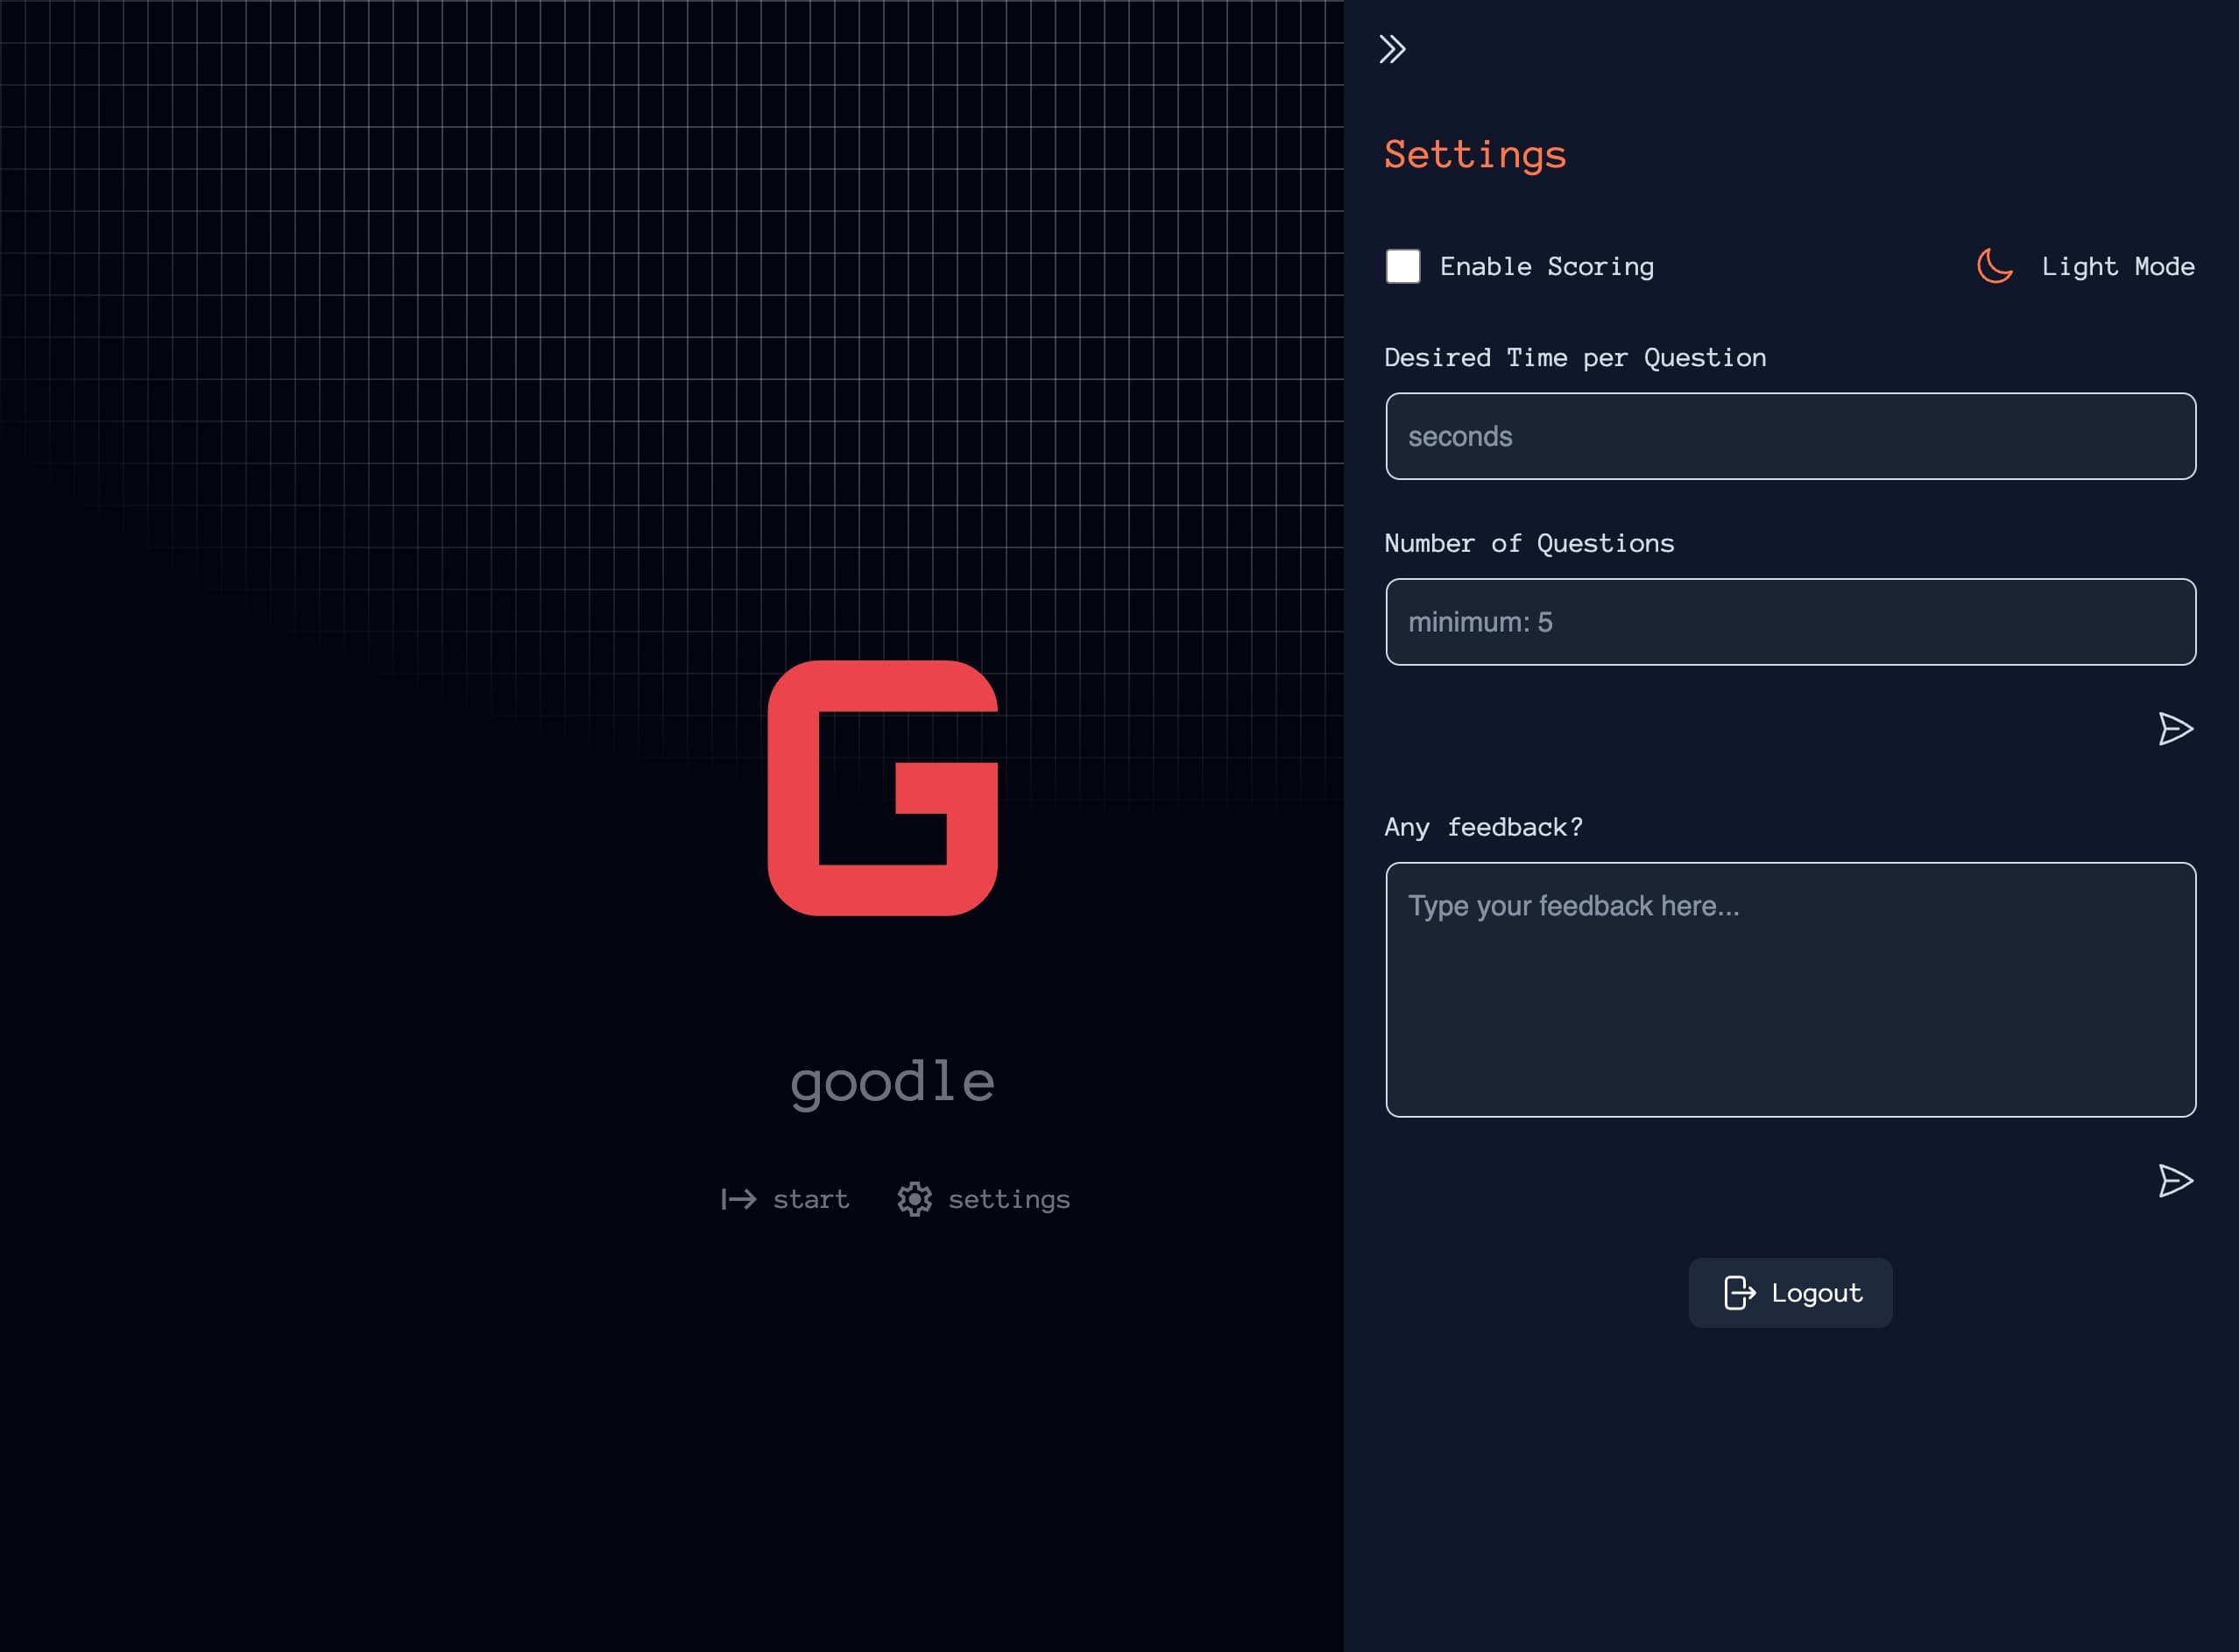 G
goodle
start
settings
Settings
Enable Scoring
Light Mode
Desired Time per Question
seconds
Number of Questions
minimum: 5
Any feedback?
Type your feedback here...
Logout